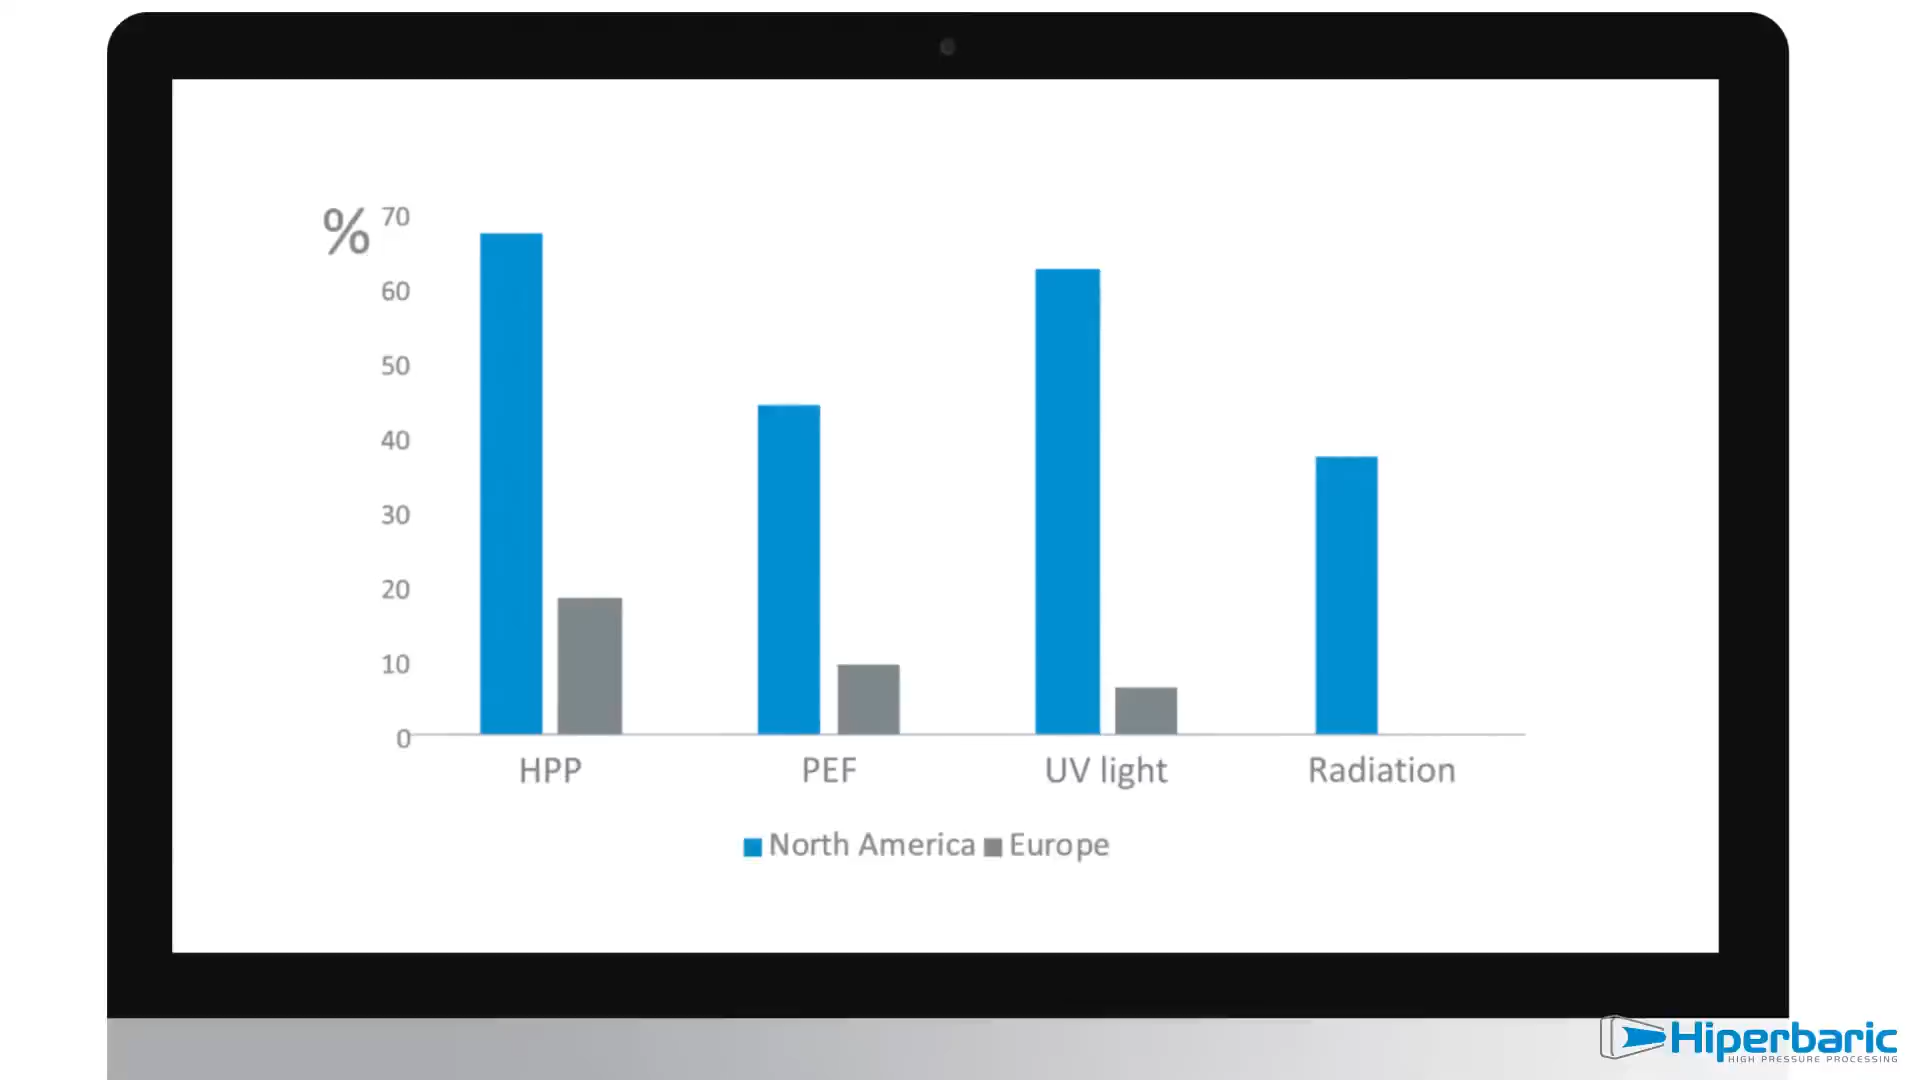 %
70
60
50
40
30
20
10
0
HPP PEF UV light Radiation
North America Europe
Hiperbaric
HIGH PRESSURE PROCESSING